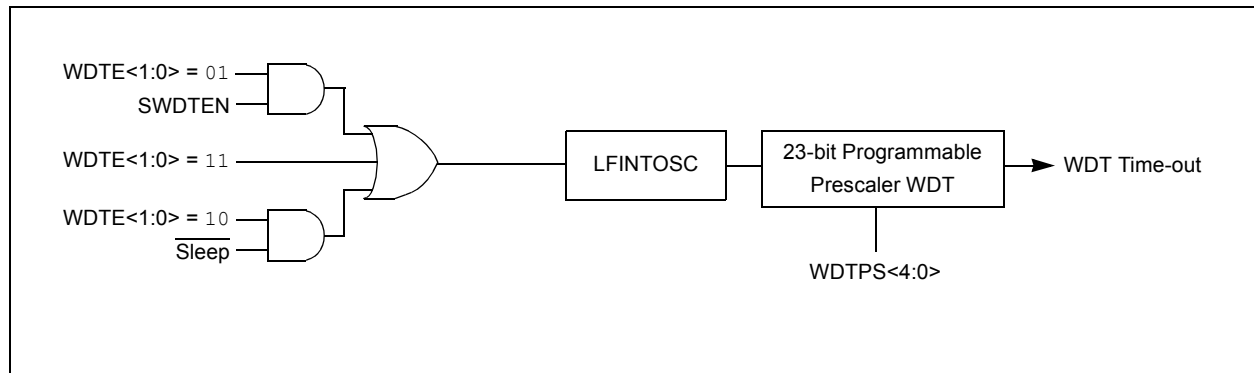 WDTE<1:0> = 01
SWDTEN
WDTE<1:0> = 11
WDTE<1:0> = 10
Sleep
LFINTOSC
23-bit Programmable
Prescaler WDT
WDT Time-out
WDTPS<4:0>